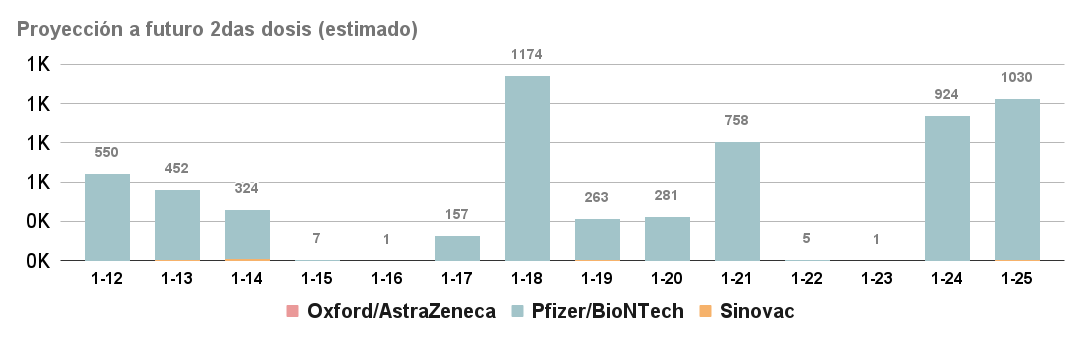 Proyección a futuro 2das dosis (estimado)
1K
1K
1K
1K
0K
0K
550
452
324
7
1
157
1174
263
281
758
5
1
924
1030
1-12 1-13 1-14 1-15 1-16 1-17 1-18 1-19 1-20 1-21 1-22 1-23 1-24 1-25
Oxford/AstraZeneca Pfizer/BioNTech Sinovac